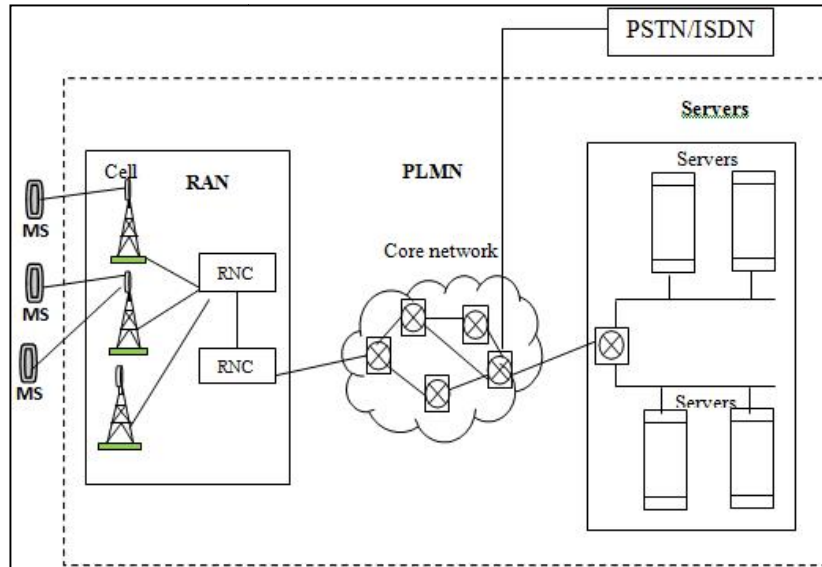 PSTN/ISDN
Servers
Cell
RAN
PLMN
Servers
MS
Core network
RNC
MS
RNC
MS
Servers